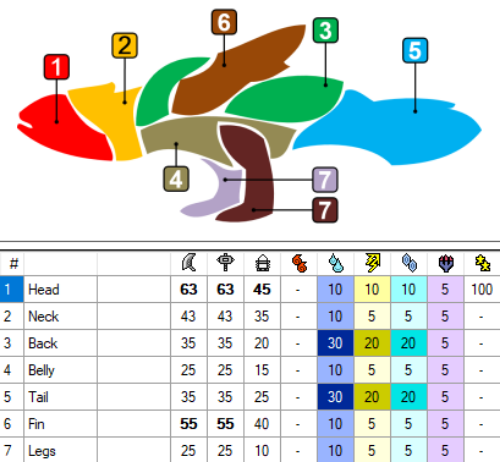 6
3
2
5
1
4
7
7
#
1 Head 63 63 45 - 10 10 10 5 100
2 Neck 43 43 35 - 10 5 5 5 -
3 Back 35 35 20 - 30 20 20 5 -
4 Belly 25 25 15 - 10 5 5 5 -
5 Tail 35 35 25 - 30 20 20 5 -
6 Fin 55 55 40 - 10 5 5 5 -
7 Legs 25 25 10 - 10 5 5 5 -